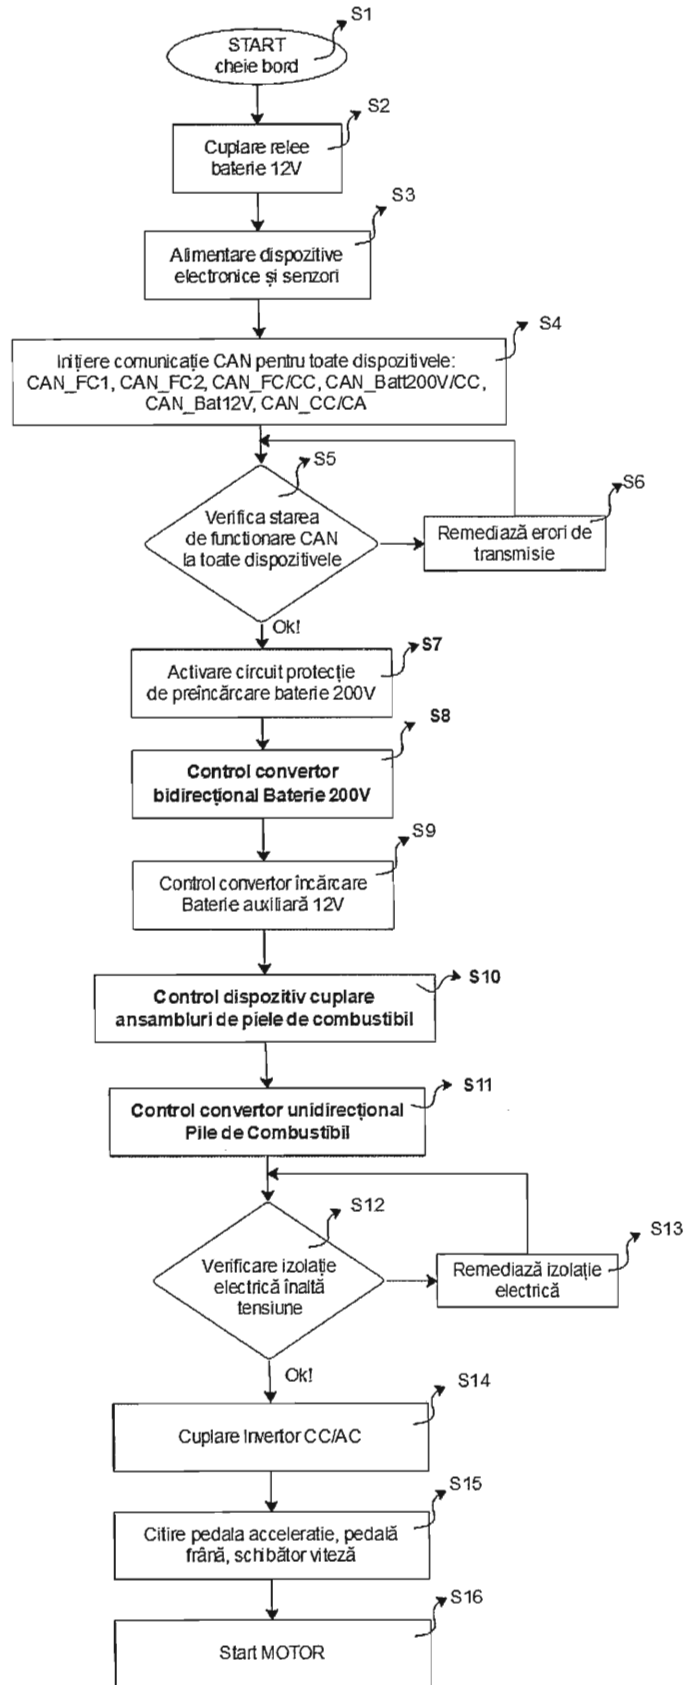 S1
START
cheie bord
S2
Cuplare relee
baterie 12V
S3
Alimentare dispozitive
electronice și senzori
S4
Inițiere comunicație CAN pentru toate dispozitivele:
CAN_FC1, CAN_FC2, CAN_FC/CC, CAN_Batt200V/CC,
CAN_Bat12V, CAN_CC/CA
S5
Verifica starea
de functionare CAN
la toate dispozitivele
S6
Remediază erori de
transmisie
Ok!
S7
Activare circuit protecție
de preîncărcare baterie 200V
S8
Control convertor
bidirecțional Baterie 200V
S9
Control convertor încărcare
Baterie auxiliară 12V
S10
Control dispozitiv cuplare
ansambluri de piele de combustibil
S11
Control convertor unidirecțional
Pile de Combustibil
S12
Verificare izolație
electrică înaltă
tensiune
S13
Remediază izolație
electrică
Ok!
S14
Cuplare Invertor CC/AC
S15
Citire pedala acceleratie, pedală
frână, schibător viteză
S16
Start MOTOR